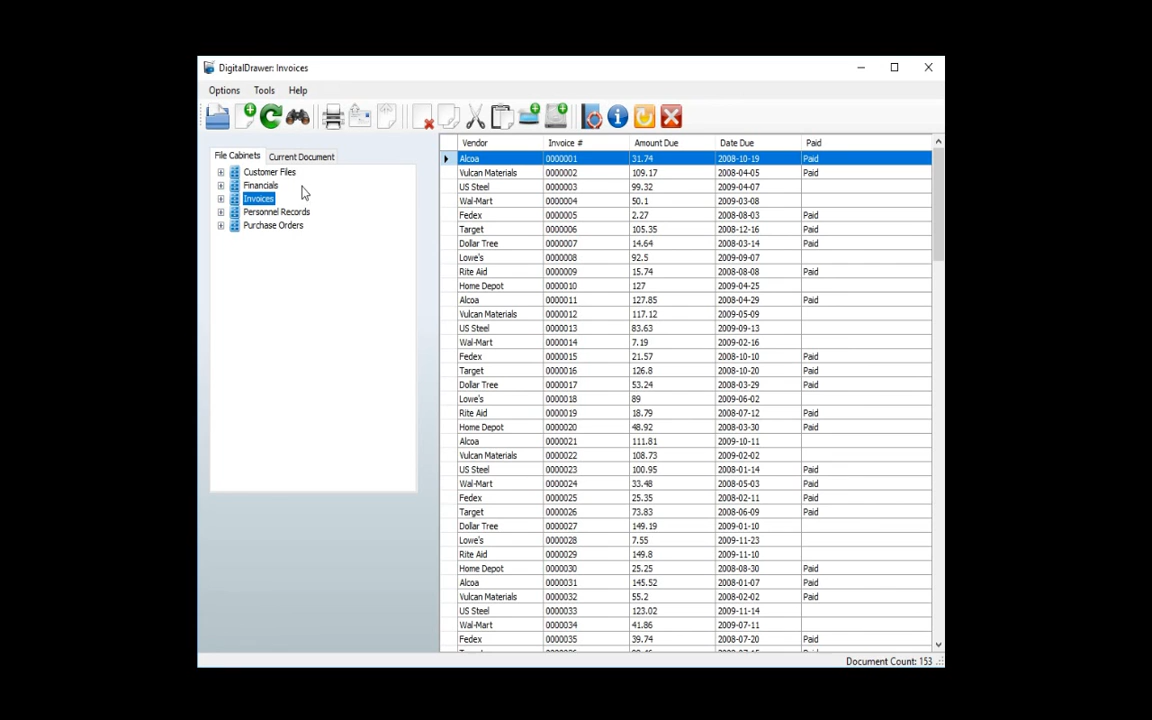 DigitalDrawer: Invoices
Options Tools Help
File Cabinets Current Document
Customer Files
Financials
Invoices
Personnel Records
Purchase Orders
Vendor Invoice # Amount Due Date Due Paid
Alcoa 0000001 31.74 2008-10-19 Paid
Vulcan Materials 0000002 109.17 2008-04-05 Paid
US Steel 0000003 99.32 2009-04-07
Wal-Mart 0000004 50.1 2009-03-08
Fedex 0000005 2.27 2008-08-03 Paid
Target 0000006 105.35 2008-12-16 Paid
Dollar Tree 0000007 14.64 2008-03-14 Paid
Lowe's 0000008 92.5 2009-09-07
Rite Aid 0000009 15.74 2008-08-08 Paid
Home Depot 0000010 127 2009-04-25
Alcoa 0000011 127.85 2008-04-29 Paid
Vulcan Materials 0000012 117.12 2009-05-09
US Steel 0000013 83.63 2009-09-13
Wal-Mart 0000014 7.19 2009-02-16
Fedex 0000015 21.57 2008-10-10 Paid
Target 0000016 126.8 2008-10-20 Paid
Dollar Tree 0000017 53.24 2008-03-29 Paid
Lowe's 0000018 89 2009-06-02
Rite Aid 0000019 18.79 2008-07-12 Paid
Home Depot 0000020 48.92 2008-03-30 Paid
Alcoa 0000021 111.81 2009-10-11
Vulcan Materials 0000022 108.73 2009-02-02
US Steel 0000023 100.95 2008-01-14 Paid
Wal-Mart 0000024 33.48 2008-05-03 Paid
Fedex 0000025 25.35 2008-02-11 Paid
Target 0000026 73.83 2008-06-09 Paid
Dollar Tree 0000027 149.19 2009-01-10
Lowe's 0000028 7.55 2009-11-23
Rite Aid 0000029 149.8 2009-11-10
Home Depot 0000030 25.25 2008-08-30 Paid
Alcoa 0000031 145.52 2008-01-07 Paid
Vulcan Materials 0000032 55.2 2008-02-02 Paid
US Steel 0000033 123.02 2009-11-14
Wal-Mart 0000034 41.86 2009-07-11
Fedex 0000035 39.74 2008-07-20 Paid
Document Count: 153